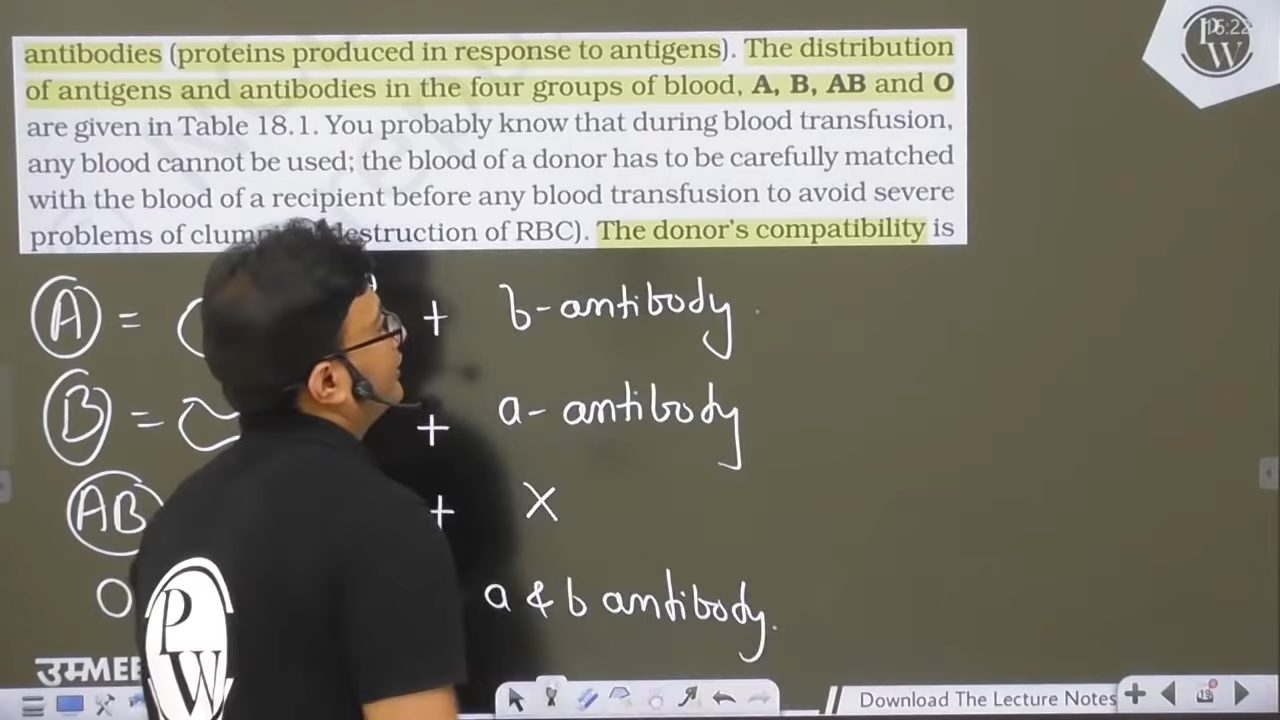 antibodies (proteins produced in response to antigens). The distribution
of antigens and antibodies in the four groups of blood, A, B, AB and O
are given in Table 18.1. You probably know that during blood transfusion,
any blood cannot be used; the blood of a donor has to be carefully matched
with the blood of a recipient before any blood transfusion to avoid severe
problems of destruction of RBC). The donor's compatibility is
A = + b-antibody
B = + a-antibody
AB + X
O a & b antibody.
PW
Download The Lecture Notes
13